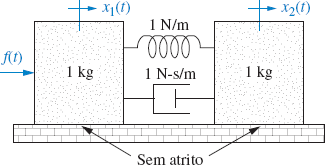 x₁(t) x₂(t)
1 N/m
f(t)
1 kg 1 N-s/m 1 kg
Sem atrito